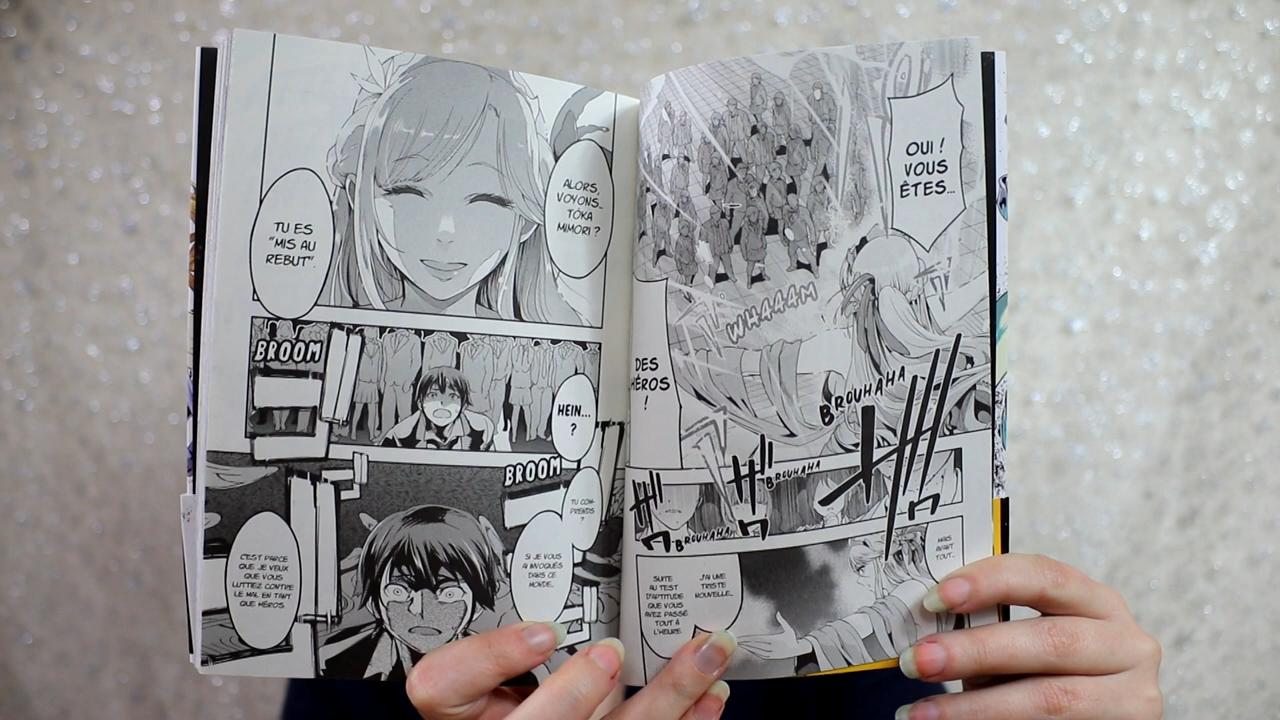 OUI !
VOUS
ÊTES...
WHAAAM
DES
HÉROS
!
BROUHAHA
BROUHAHA
BROUHAHA
MAIS
AVANT
TOUT...
J'AI UNE
TRISTE
NOUVELLE...
SUITE
AU TEST
D'APTITUDE
QUE VOUS
AVEZ PASSÉ
TOUT À
L'HEURE
ALORS,
VOYONS...
TÔKA
MIMORI ?
TU ES
"MIS AU
REBUT".
BROOM
HEIN...
?
BROOM
TU COM-
PRENDS
?
SI JE VOUS
AI INVOQUÉS
DANS CE
MONDE...
C'EST PARCE
QUE JE VEUX
QUE VOUS
LUTTIEZ CONTRE
LE MAL EN TANT
QUE HÉROS.